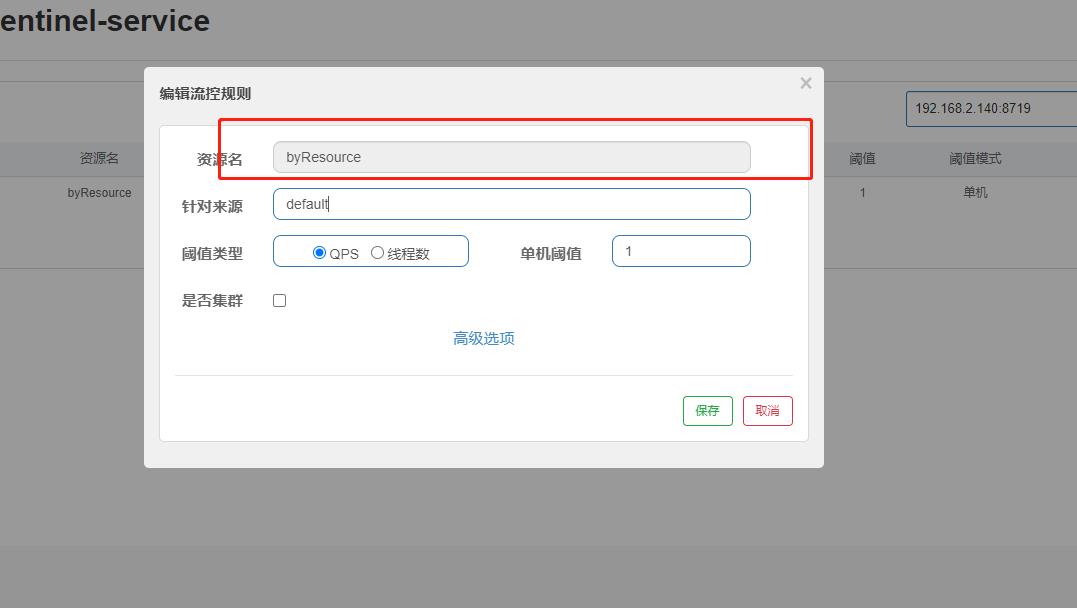 entinel-service
编辑流控规则 ×
192.168.2.140:8719
资源名 byResource
资源名 阈值 阈值模式
byResource 1 单机
针对来源 default
阈值类型 QPS 线程数 单机阈值 1
是否集群
高级选项
保存 取消